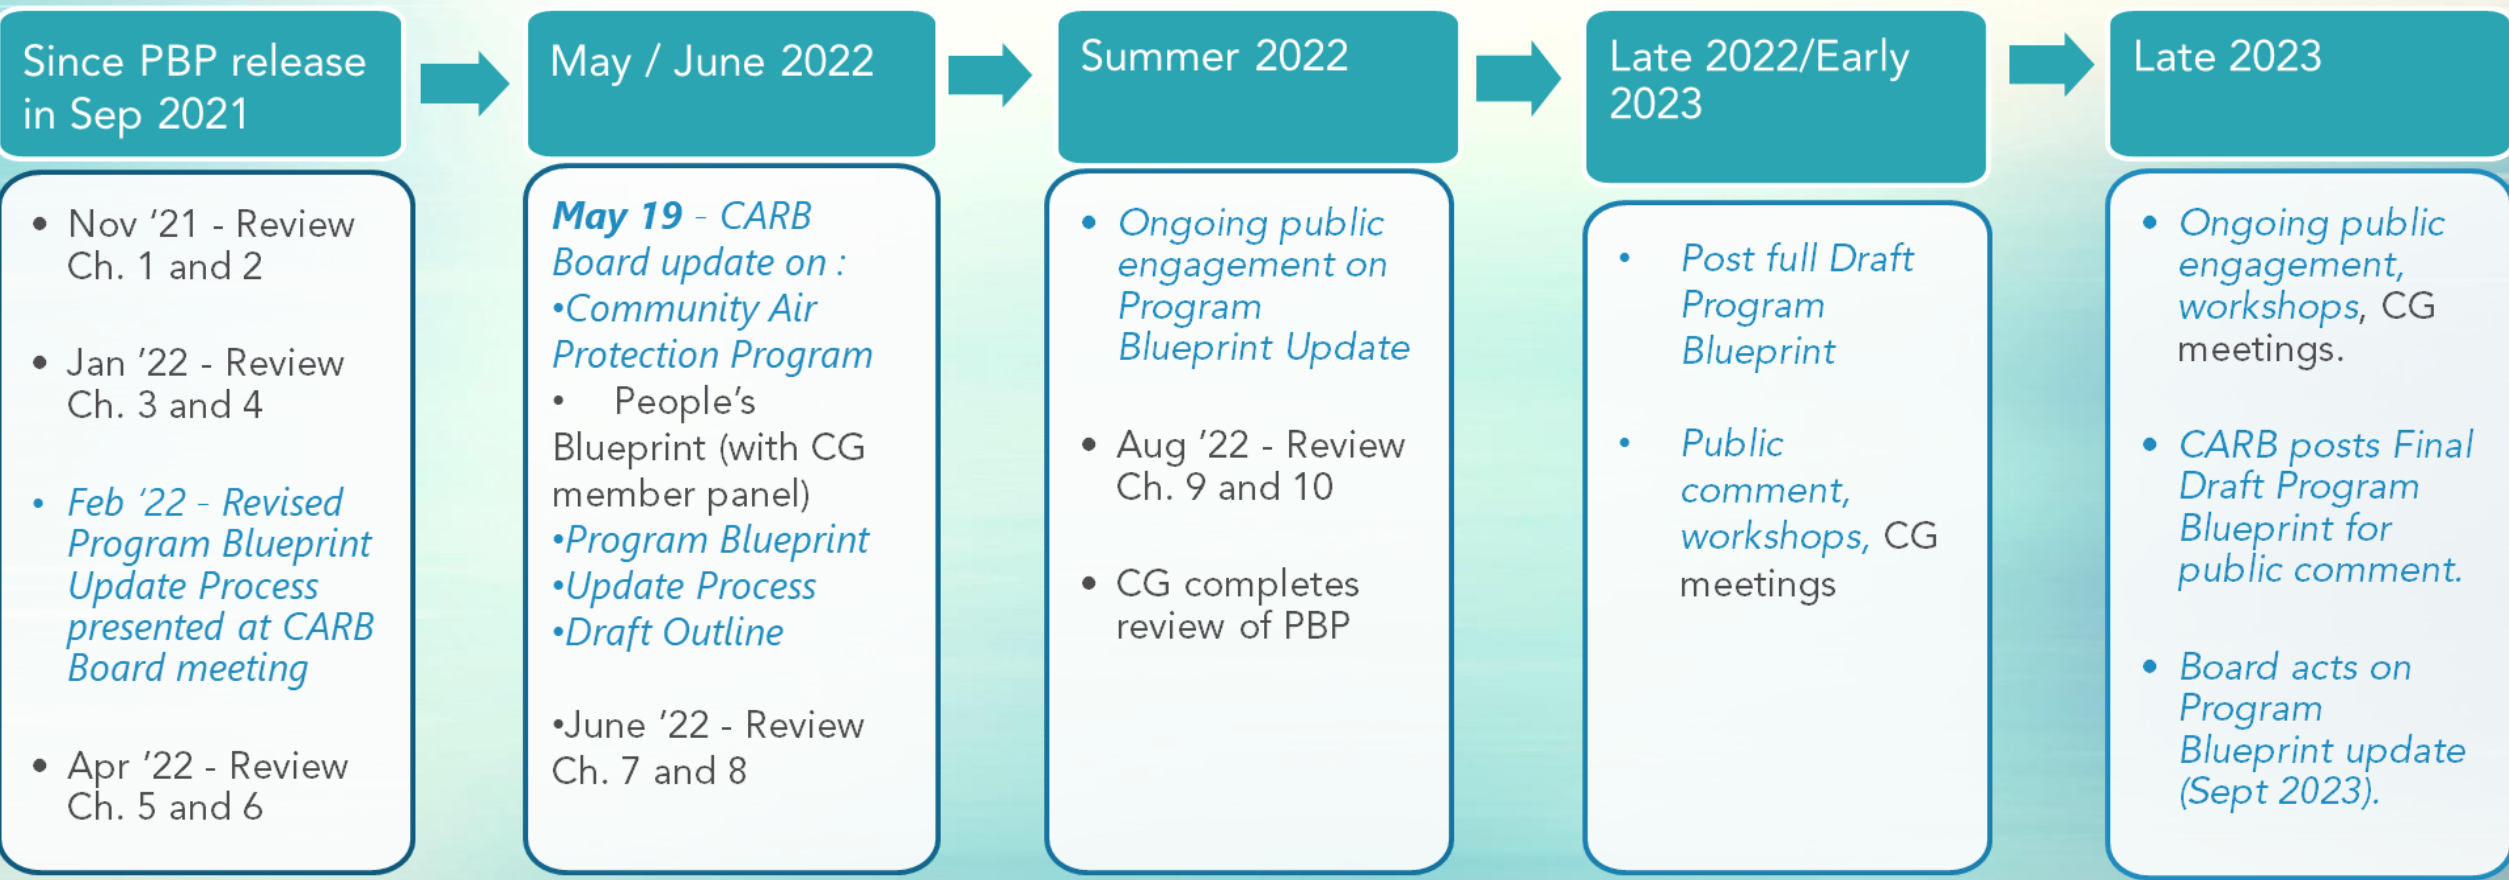 Since PBP release
in Sep 2021
• Nov ‘21 - Review
Ch. 1 and 2
• Jan ’22 - Review
Ch. 3 and 4
• Feb ‘22 - Revised
Program Blueprint
Update Process
presented at CARB
Board meeting
• Apr ’22 - Review
Ch. 5 and 6
May / June 2022
May 19 - CARB
Board update on :
•Community Air
Protection Program
• People’s
Blueprint (with CG
member panel)
•Program Blueprint
•Update Process
•Draft Outline
•June ’22 - Review
Ch. 7 and 8
Summer 2022
• Ongoing public
engagement on
Program
Blueprint Update
• Aug ’22 - Review
Ch. 9 and 10
• CG completes
review of PBP
Late 2022/Early
2023
• Post full Draft
Program
Blueprint
• Public
comment,
workshops, CG
meetings
Late 2023
• Ongoing public
engagement,
workshops, CG
meetings.
• CARB posts Final
Draft Program
Blueprint for
public comment.
• Board acts on
Program
Blueprint update
(Sept 2023).